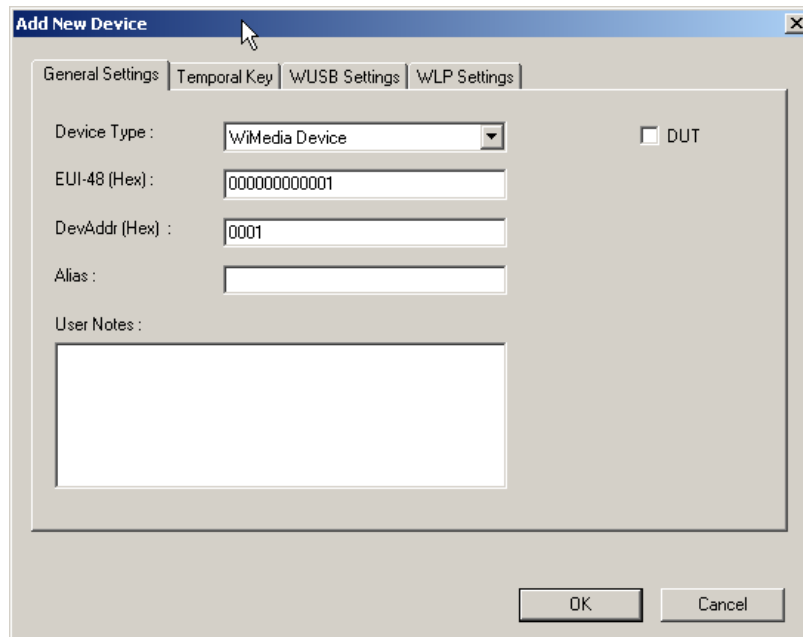 Add New Device
General Settings Temporal Key WUSB Settings WLP Settings
Device Type : WiMedia Device DUT
EUI-48 (Hex) : 000000000001
DevAddr (Hex) : 0001
Alias :
User Notes :
OK Cancel